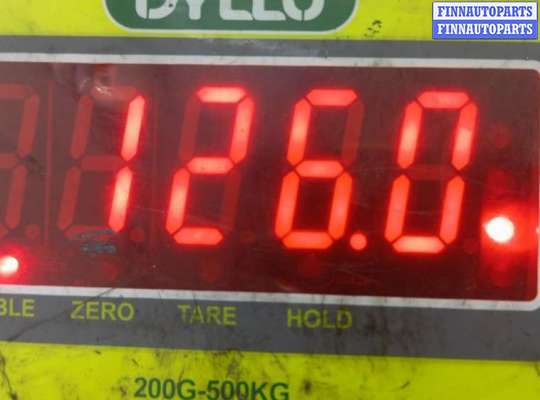 FINNAUTOPARTS
FINNAUTOPARTS
126.0
ZERO TARE HOLD
200G-500KG